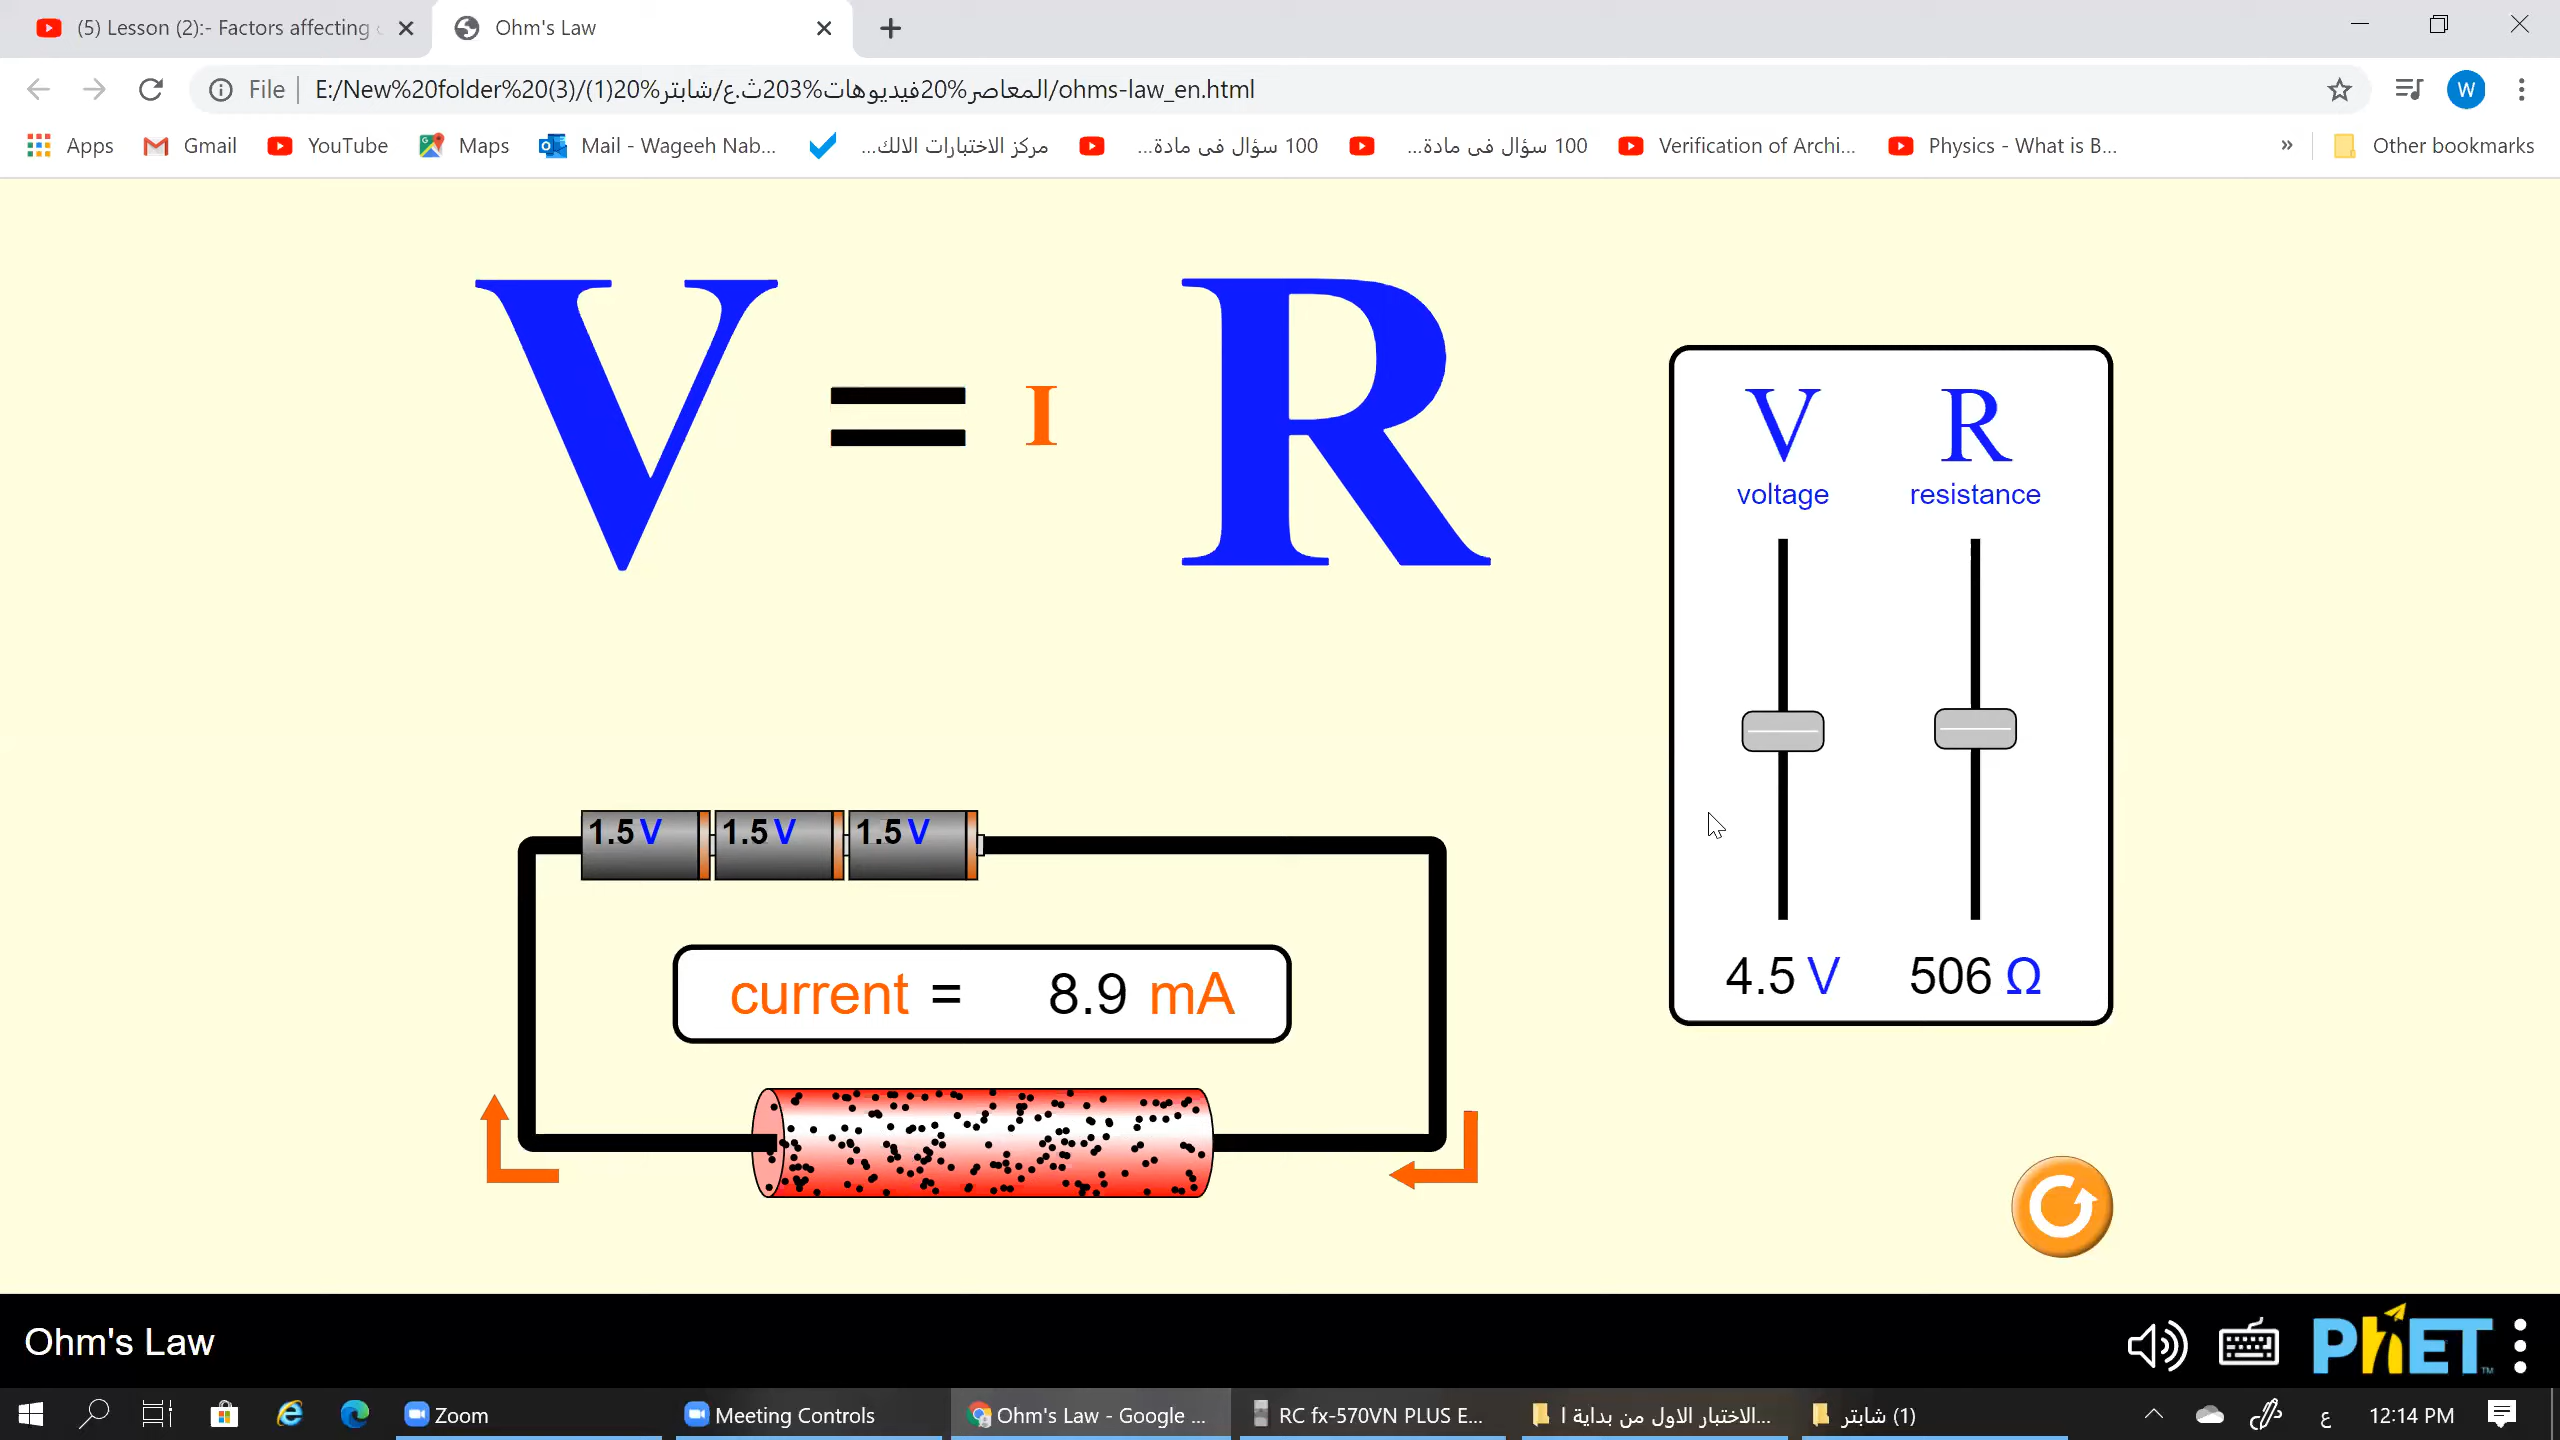 (5) Lesson (2):- Factors affecting
Ohm's Law
File
E:/New%20folder%20(3)/(1)20%شابتر/ث.ع203%المعاصر%20فيديوهات/ohms-law_en.html
W
Apps
Gmail
YouTube
Maps
Mail - Wageeh Nab...
مركز الاختبارات الالك...
100 سؤال فى مادة...
100 سؤال فى مادة...
Verification of Archi...
Physics - What is B...
»
Other bookmarks
V = I R
V R
voltage resistance
1.5 V 1.5 V 1.5 V
current = 8.9 mA
4.5 V 506 Ω
Ohm's Law
PhET™
Zoom
Meeting Controls
Ohm's Law - Google ...
RC fx-570VN PLUS E...
الاختبار الاول من بداية ا...
شابتر (1)
ع
12:14 PM